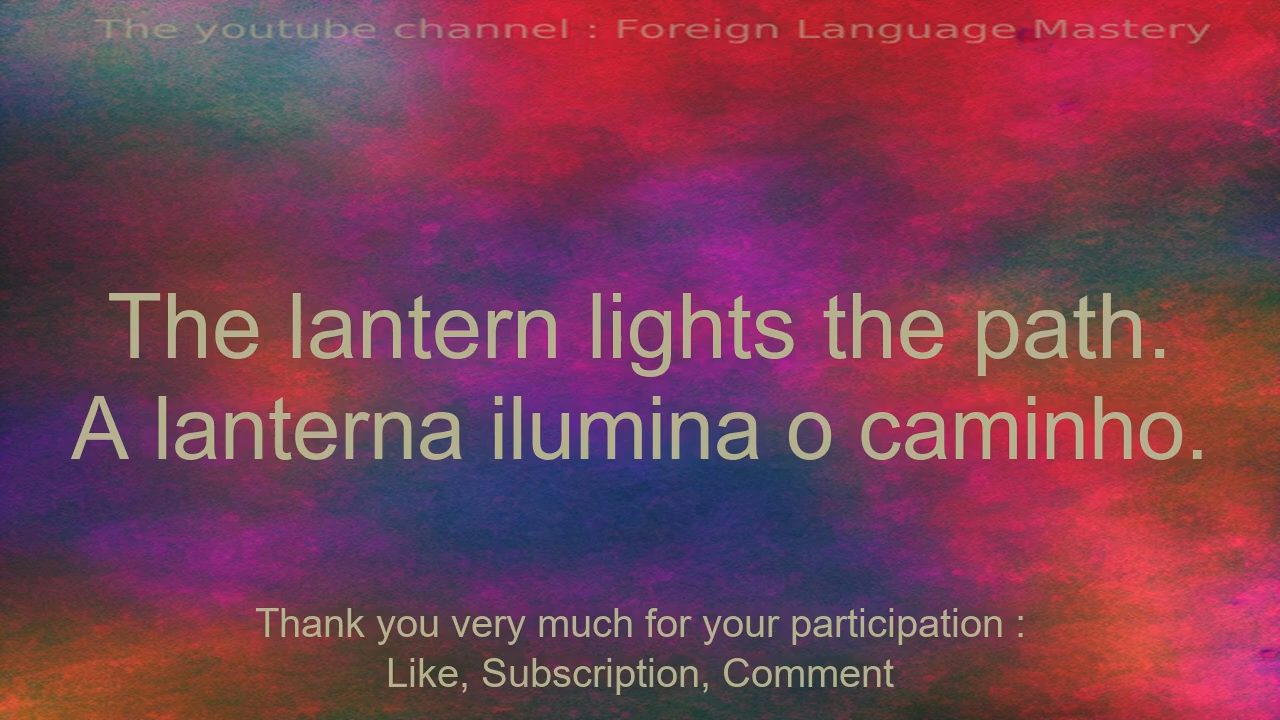 The youtube channel : Foreign Language Mastery
The lantern lights the path.
A lanterna ilumina o caminho.
Thank you very much for your participation :
Like, Subscription, Comment